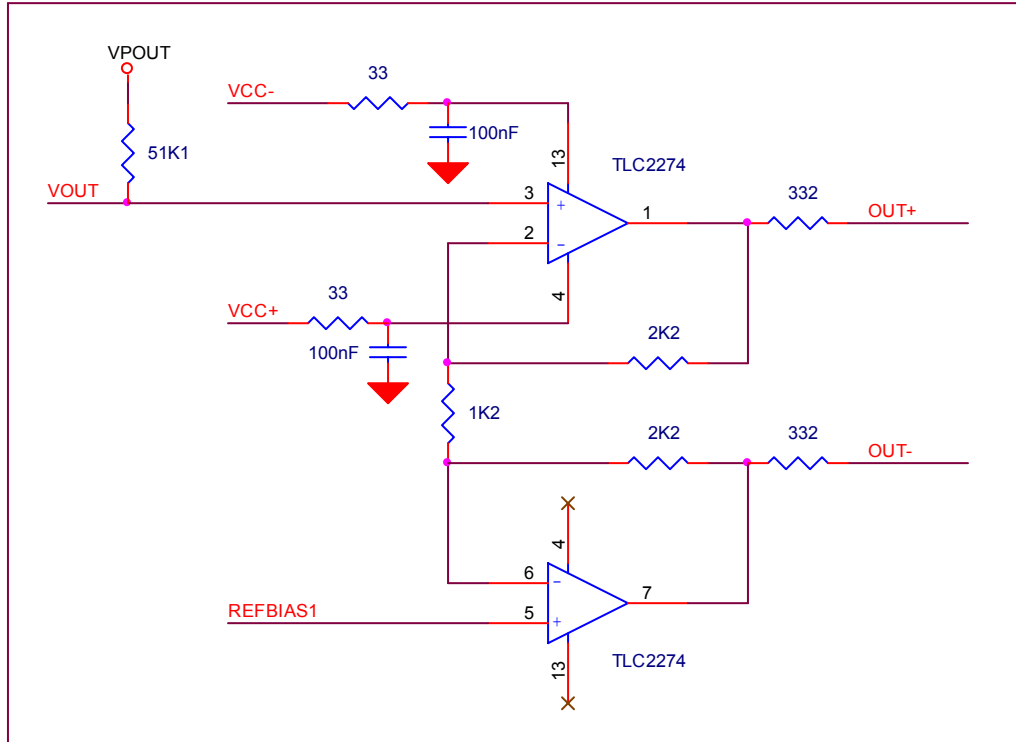 VPOUT
33
VCC-
100nF
13
TLC2274
51K1
VOUT
3
+
1
332
OUT+
2
-
4
33
VCC+
2K2
100nF
1K2
2K2
332
OUT-
4
6
-
7
REFBIAS1
5
+
13
TLC2274